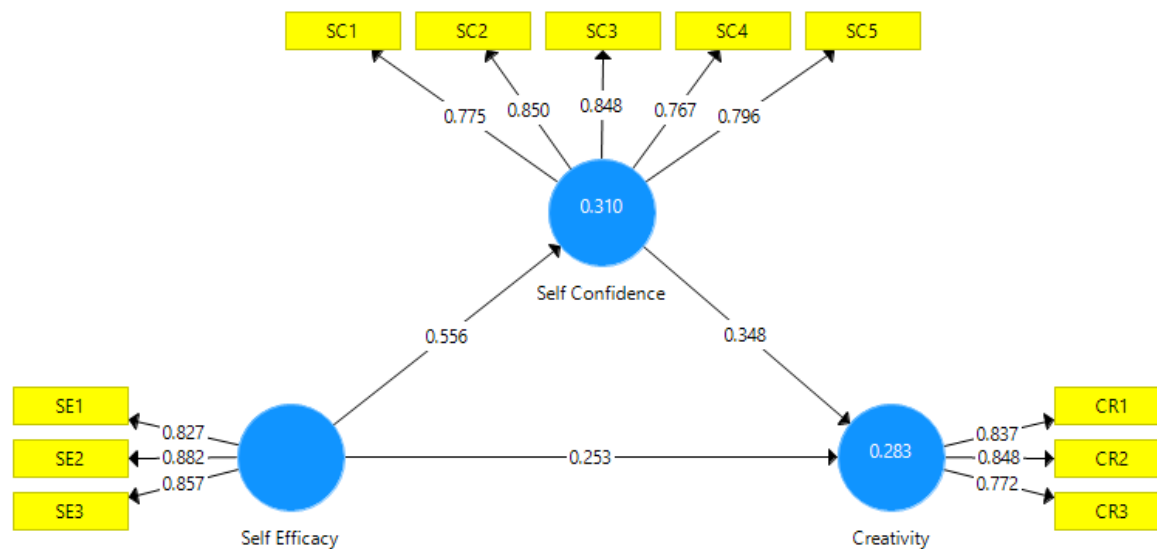 SC1 SC2 SC3 SC4 SC5
0.775 0.850 0.848 0.767 0.796
0.310
Self Confidence
0.556 0.348
SE1
SE2
SE3
0.827
0.882
0.857
Self Efficacy
0.253
0.283
Creativity
0.837
0.848
0.772
CR1
CR2
CR3